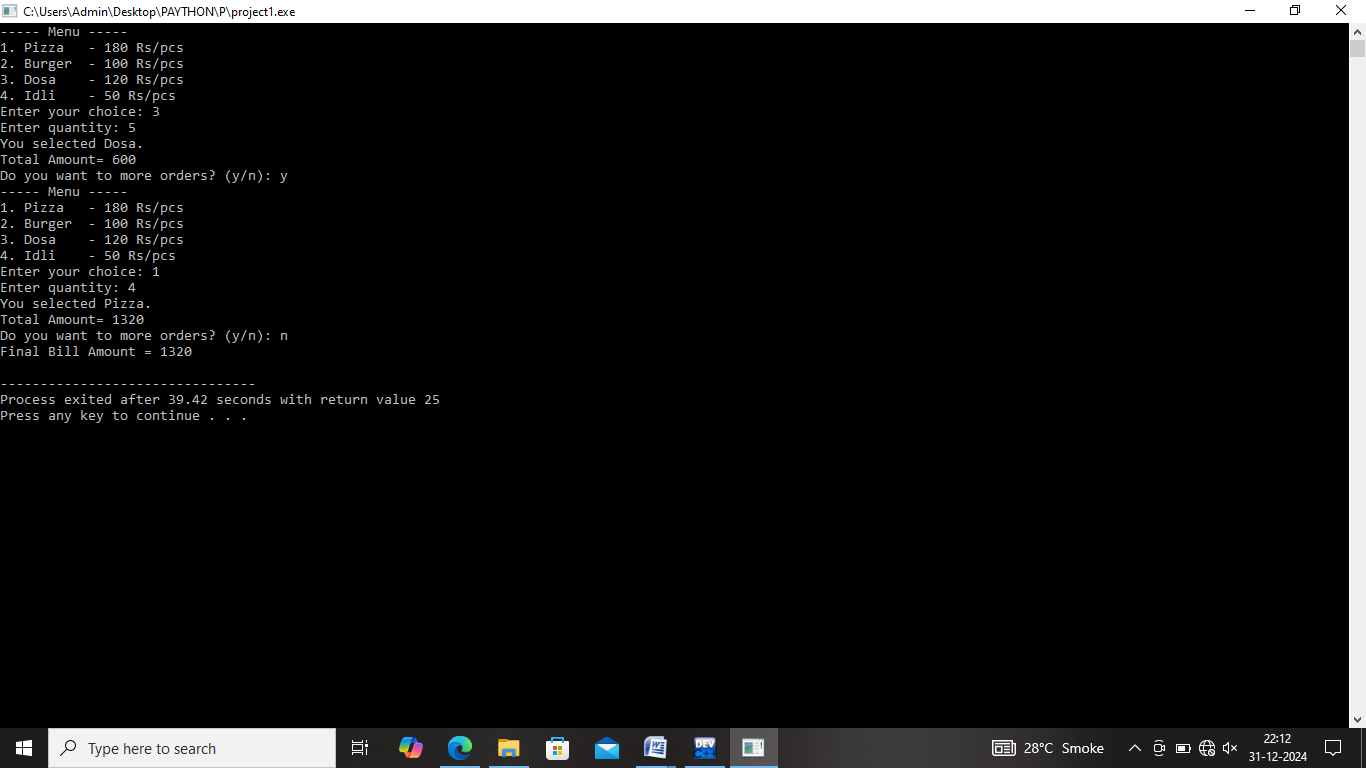 C:\Users\Admin\Desktop\PAYTHON\P\project1.exe
----- Menu -----
1. Pizza   - 180 Rs/pcs
2. Burger  - 100 Rs/pcs
3. Dosa    - 120 Rs/pcs
4. Idli    - 50 Rs/pcs
Enter your choice: 3
Enter quantity: 5
You selected Dosa.
Total Amount= 600
Do you want to more orders? (y/n): y
----- Menu -----
1. Pizza   - 180 Rs/pcs
2. Burger  - 100 Rs/pcs
3. Dosa    - 120 Rs/pcs
4. Idli    - 50 Rs/pcs
Enter your choice: 1
Enter quantity: 4
You selected Pizza.
Total Amount= 1320
Do you want to more orders? (y/n): n
Final Bill Amount = 1320
--------------------------------
Process exited after 39.42 seconds with return value 25
Press any key to continue . . .
Type here to search
DEV
28°C Smoke
22:12
31-12-2024